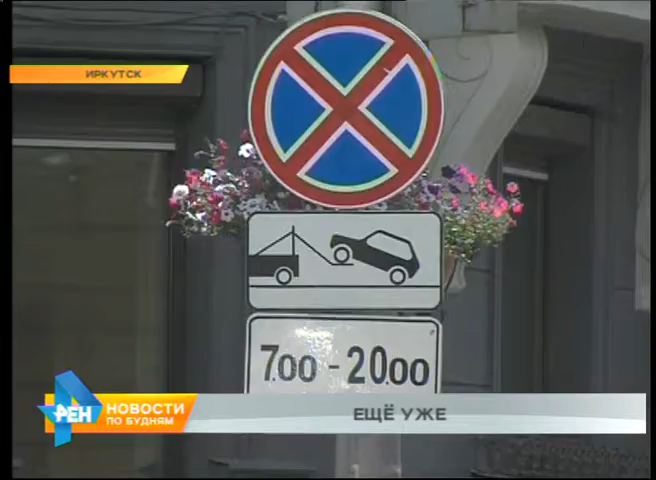 ИРКУТСК
7.00 - 20.00
РЕН
НОВОСТИ
ПО БУДНЯМ
ЕЩЁ УЖЕ